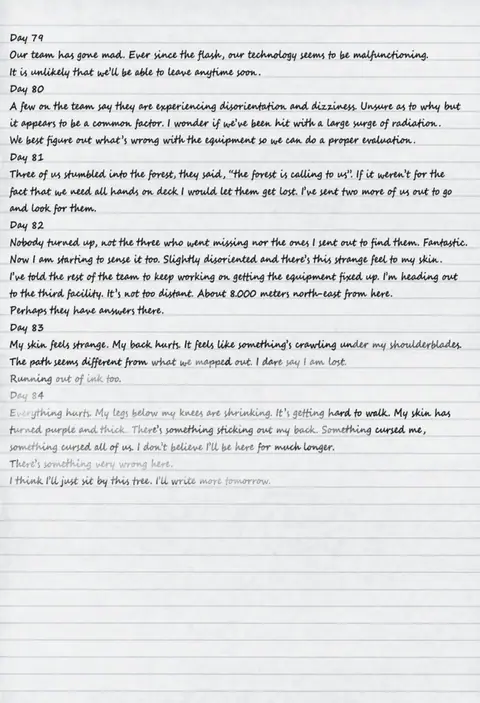 Day 79
Our team has gone mad. Ever since the flash, our technology seems to be malfunctioning.
It is unlikely that we'll be able to leave anytime soon.
Day 80
A few on the team say they are experiencing disorientation and dizziness. Unsure as to why but
it appears to be a common factor. I wonder if we've been hit with a large surge of radiation.
We best figure out what's wrong with the equipment so we can do a proper evaluation.
Day 81
Three of us stumbled into the forest, they said, "the forest is calling to us". If it weren't for the
fact that we need all hands on deck I would let them get lost. I've sent two more of us out to go
and look for them.
Day 82
Nobody turned up, not the three who went missing nor the ones I sent out to find them. Fantastic.
Now I am starting to sense it too. Slightly disoriented and there's this strange feel to my skin.
I've told the rest of the team to keep working on getting the equipment fixed up. I'm heading out
to the third facility. It's not too distant. About 8.000 meters north-east from here.
Perhaps they have answers there.
Day 83
My skin feels strange. My back hurts. It feels like something's crawling under my shoulderblades.
The path seems different from what we mapped out. I dare say I am lost.
Running out of ink too.
Day 84
Everything hurts. My legs below my knees are shrinking. It's getting hard to walk. My skin has
turned purple and thick. There's something sticking out my back. Something cursed me,
something cursed all of us. I don't believe I'll be here for much longer.
There's something very wrong here.
I think I'll just sit by this tree. I'll write more tomorrow.